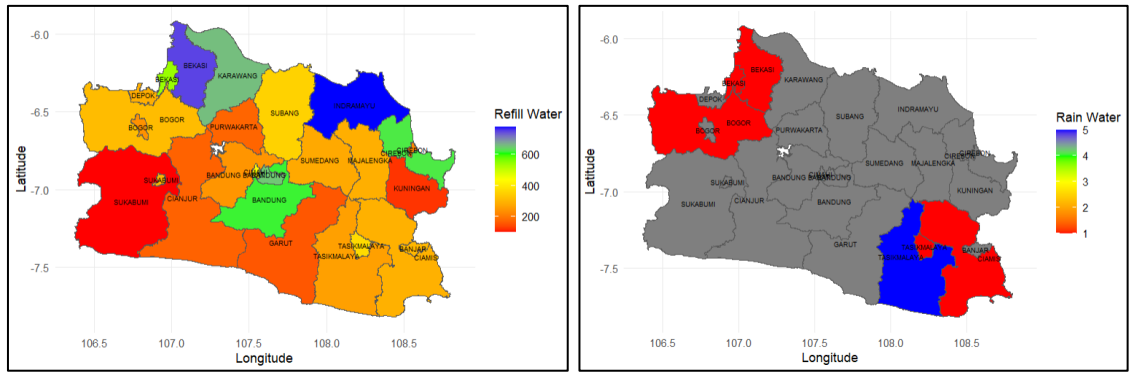 -6.0
-6.5
-7.0
-7.5
Latitude
BEKASI
KARAWANG
BEKASI
DEPOK
BOGOR
BOGOR
SUBANG
INDRAMAYU
PURWAKARTA
CIREBON
CIREBON
SUMEDANG
MAJALENGKA
BANDUNG
CIMAHI
BANDUNG
KUNINGAN
SUKABUMI
SUKABUMI
CIANJUR
BANDUNG
GARUT
TASIKMALAYA
TASIKMALAYA
BANJAR
CIAMIS
106.5 107.0 107.5 108.0 108.5
Longitude
Refill Water
600
400
200
-6.0
-6.5
-7.0
-7.5
Latitude
BEKASI
BEKASI
KARAWANG
DEPOK
BOGOR
BOGOR
SUBANG
INDRAMAYU
PURWAKARTA
CIREBON
CIREBON
SUMEDANG
MAJALENGKA
BANDUNG
BANDUNG
KUNINGAN
SUKABUMI
SUKABUMI
CIANJUR
BANDUNG
GARUT
TASIKMALAYA
TASIKMALAYA
BANJAR
CIAMIS
106.5 107.0 107.5 108.0 108.5
Longitude
Rain Water
5
4
3
2
1